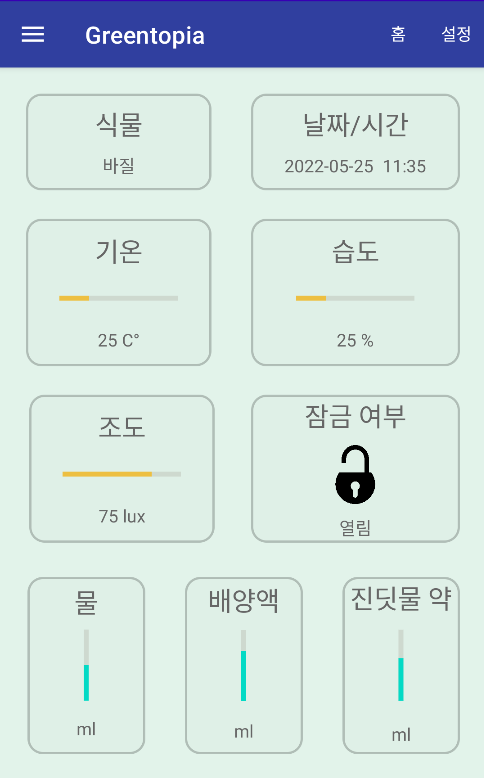 Greentopia 홈 설정
식물
바질
날짜/시간
2022-05-25 11:35
기온
25 C°
습도
25 %
조도
75 lux
잠금 여부
열림
물
ml
배양액
ml
진딧물 약
ml